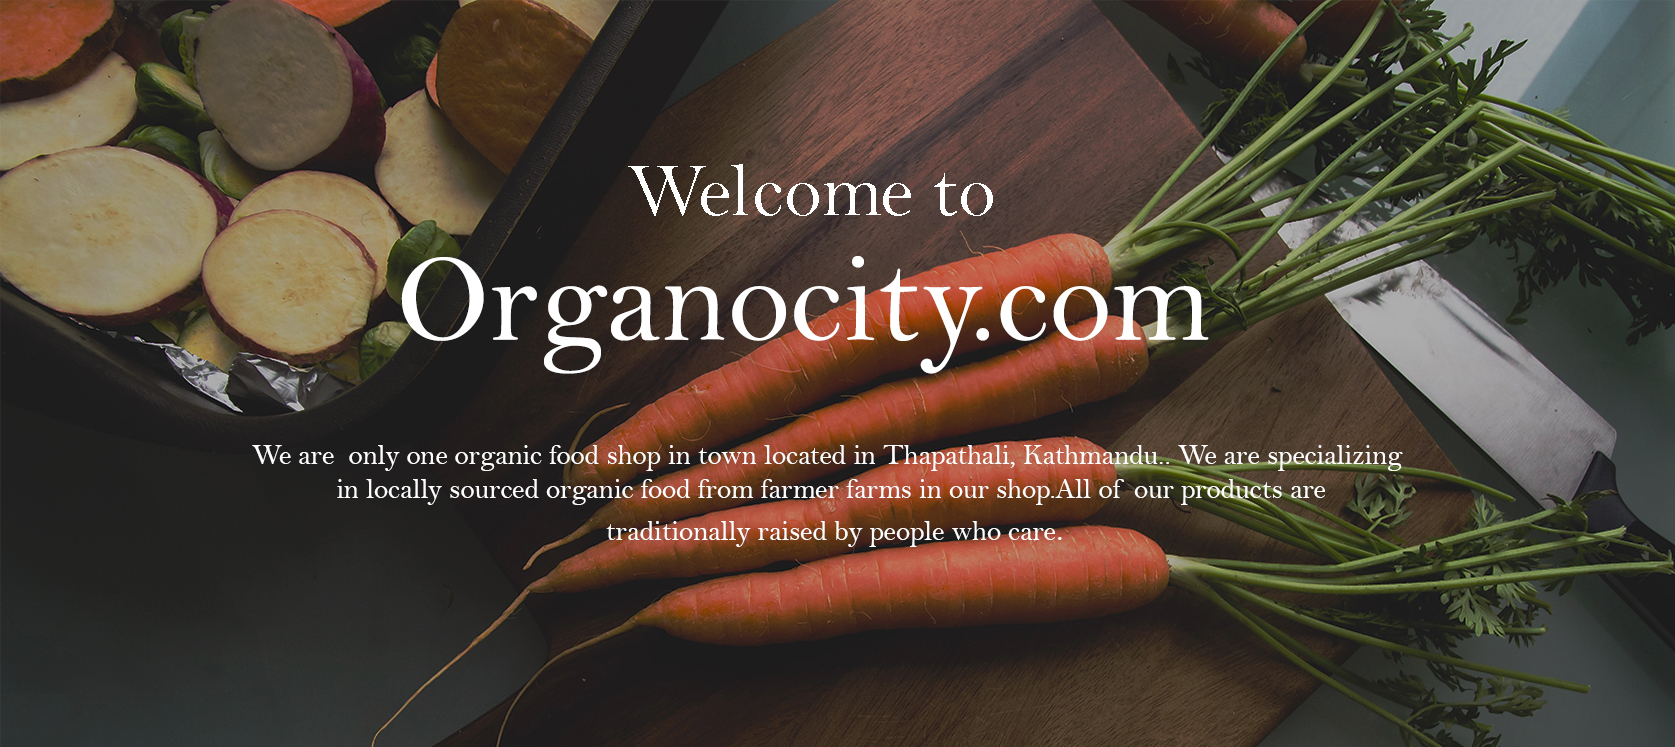 Welcome to
Organocity.com
We are  only one organic food shop in town located in Thapathali, Kathmandu.. We are specializing
in locally sourced organic food from farmer farms in our shop.All of  our products are
traditionally raised by people who care.